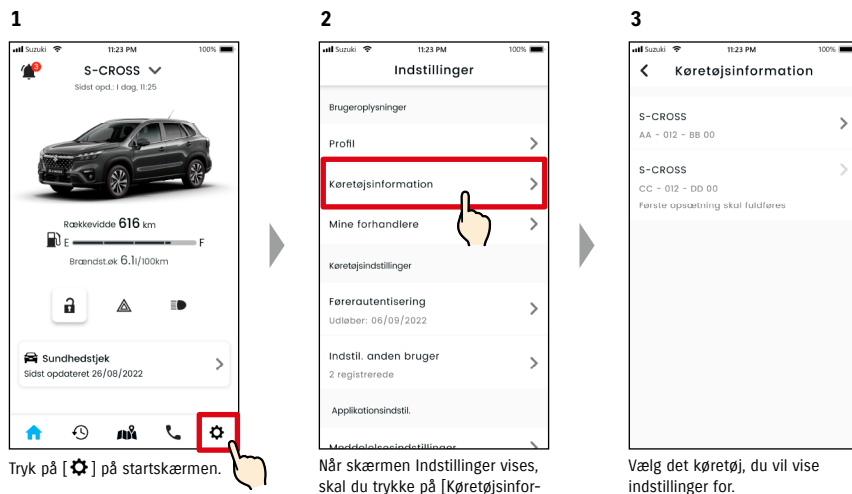 1
Suzuki 11:23 PM 100%
3
S-CROSS
Sidst opd.: I dag, 11:25
Rækkevidde 616 km
E F
Brændst.øk 6.1l/100km
Sundhedstjek
Sidst opdateret 26/08/2022
Tryk på [ ] på startskærmen.
2
Suzuki 11:23 PM 100%
Indstillinger
Brugeroplysninger
Profil
Køretøjsinformation
Mine forhandlere
Køretøjsindstillinger
Førerautentisering
Udløber: 06/09/2022
Indstil. anden bruger
2 registrerede
Applikationsindstil.
Meddelelsesindstillinger
Når skærmen Indstillinger vises,
skal du trykke på [Køretøjsinfor-
3
Suzuki 11:23 PM 100%
Køretøjsinformation
S-CROSS
AA - 012 - BB 00
S-CROSS
CC - 012 - DD 00
Første opsætning skal fuldføres
Vælg det køretøj, du vil vise
indstillinger for.